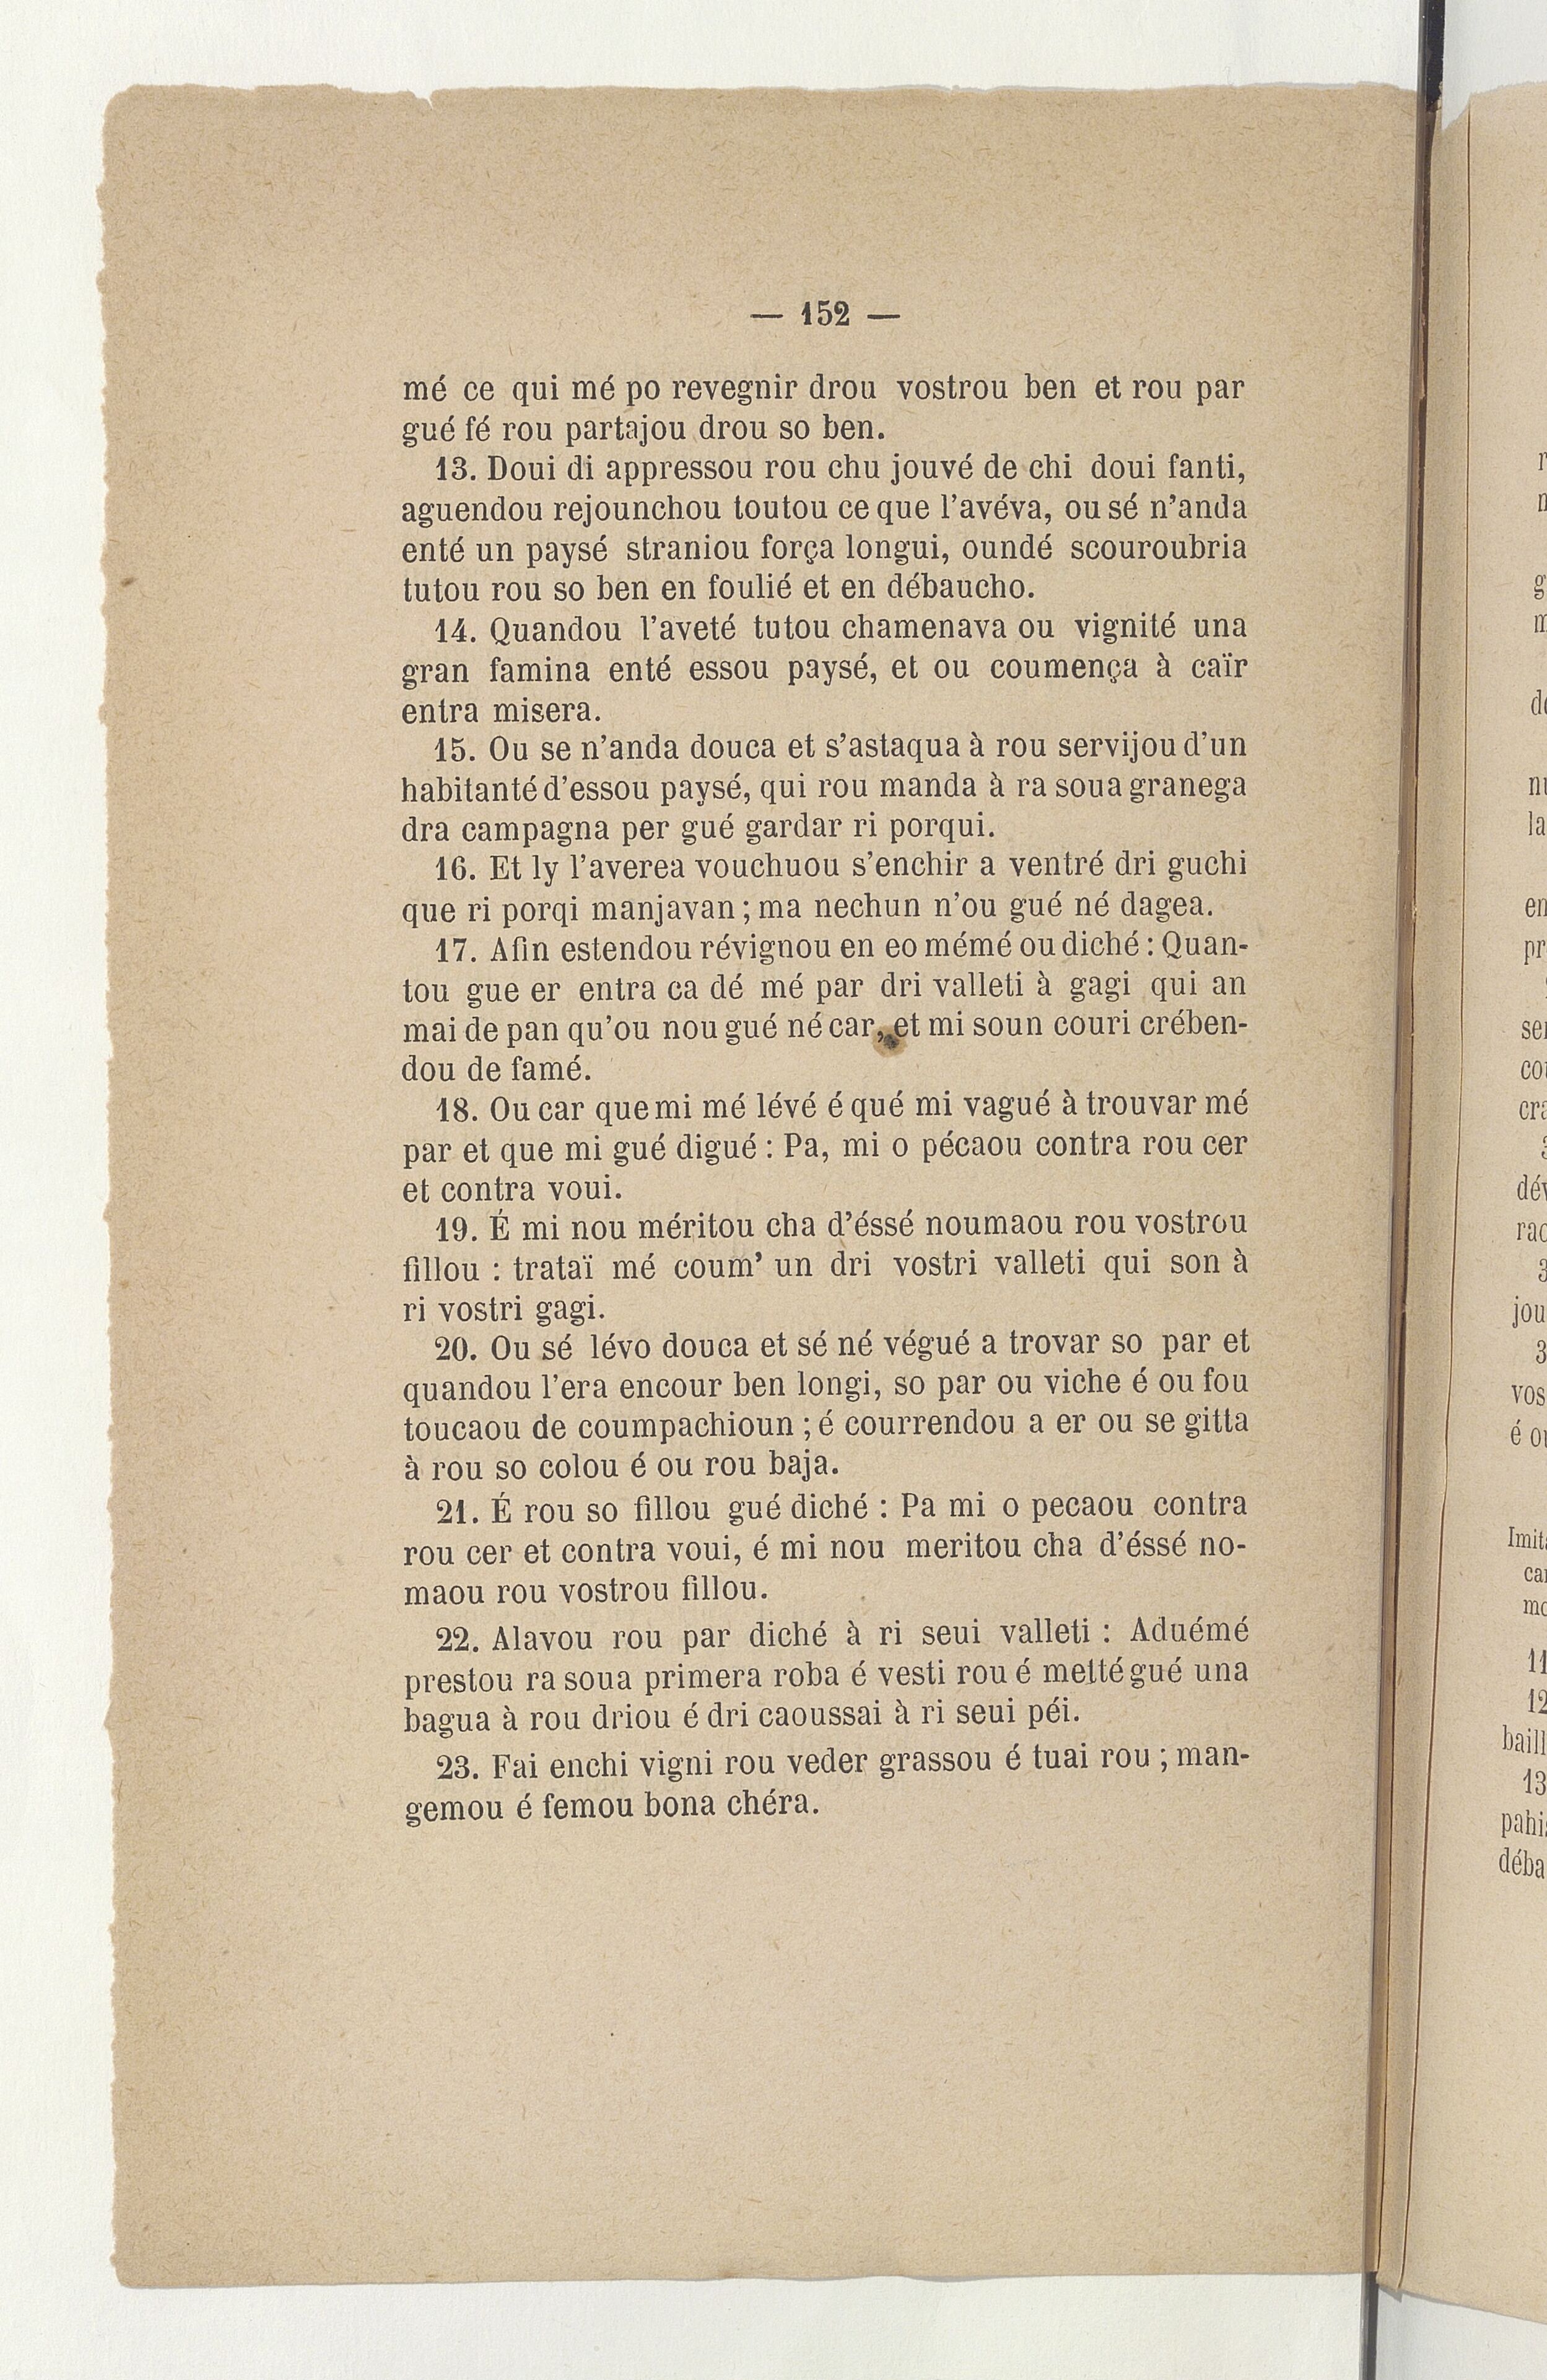 — 152 —
mé ce qui mé po revegnir drou vostrou ben et rou par
gué fé rou partajou drou so ben.
13. Doui di appressou rou chu jouvé de chi doui fanti,
aguendou rejounchou toutou ce que l'avéva, ou sé n'anda
enté un paysé straniou força longui, oundé scouroubria
tutou rou so ben en foulié et en débaucho.
14. Quandou l'aveté tutou chamenava ou vignité una
gran famina enté essou paysé, et ou coumença à caïr
entra misera.
15. Ou se n'anda douca et s'astaqua à rou servijou d'un
habitanté d'essou paysé, qui rou manda à ra soua granega
dra campagna per gué gardar ri porqui.
16. Et ly l'averea vouchuou s'enchir a ventré dri guchi
que ri porqi manjavan ; ma nechun n'ou gué né dagea.
17. Afin estendou révignou en eo mémé ou diché : Quan-
tou gue er entra ca dé mé par dri valleti à gagi qui an
mai de pan qu'ou nou gué né car, et mi soun couri crében-
dou de famé.
18. Ou car que mi mé lévé é qué mi vagué à trouvar mé
par et que mi gué digué : Pa, mi o pécaou contra rou cer
et contra voui.
19. É mi nou méritou cha d'éssé noumaou rou vostrou
fillou : trataï mé coum' un dri vostri valleti qui son à
ri vostri gagi.
20. Ou sé lévo douca et sé né végué a trovar so par et
quandou l'era encour ben longi, so par ou viche é ou fou
toucaou de coumpachioun ; é courrendou a er ou se gitta
à rou so colou é ou rou baja.
21. É rou so fillou gué diché : Pa mi o pecaou contra
rou cer et contra voui, é mi nou meritou cha d'éssé no-
maou rou vostrou fillou.
22. Alavou rou par diché à ri seui valleti : Aduémé
prestou ra soua primera roba é vesti rou é metté gué una
bagua à rou driou é dri caoussai à ri seui péi.
23. Fai enchi vigni rou veder grassou é tuai rou ; man-
gemou é femou bona chéra.